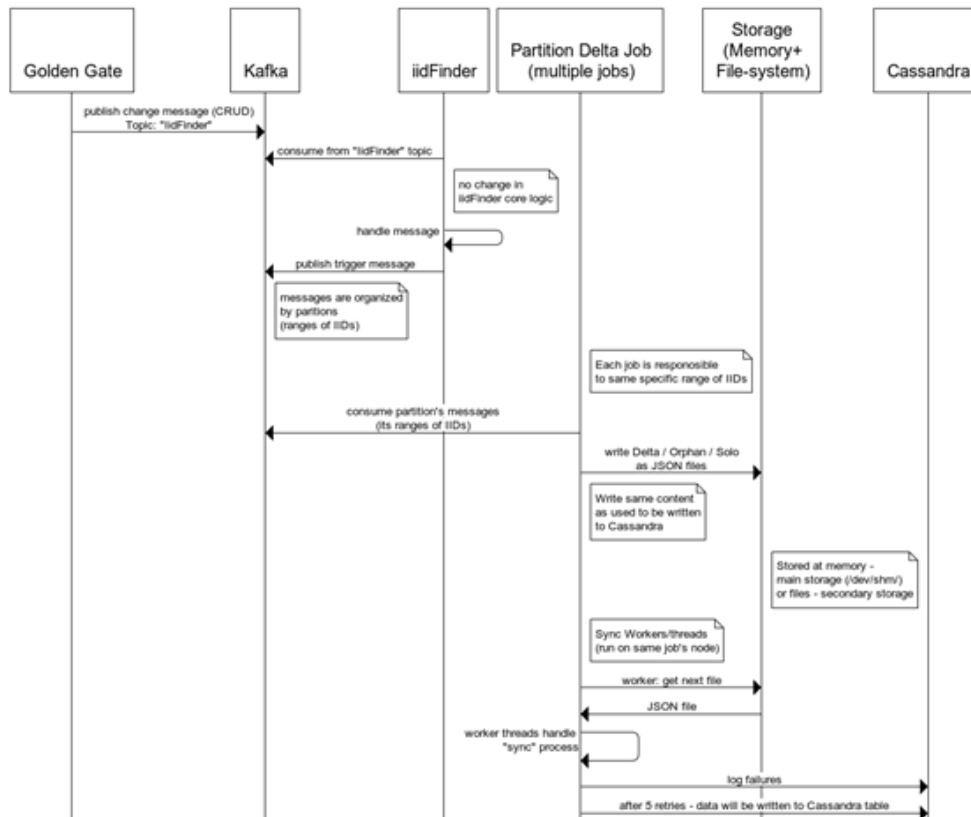 Golden Gate
Kafka
iidFinder
Partition Delta Job
(multiple jobs)
Storage
(Memory+
File-system)
Cassandra
publish change message (CRUD)
Topic: "IidFinder"
consume from "IidFinder" topic
no change in
iidFinder core logic
handle message
publish trigger message
messages are organized
by paritions
(ranges of IIDs)
Each job is responosible
to same specific range of IIDs
consume partition's messages
(its ranges of IIDs)
write Delta / Orphan / Solo
as JSON files
Write same content
as used to be written
to Cassandra
Stored at memory -
main storage (/dev/shm/)
or files - secondary storage
Sync Workers/threads
(run on same job's node)
worker: get next file
JSON file
worker threads handle
"sync" process
log failures
after 5 retries - data will be written to Cassandra table